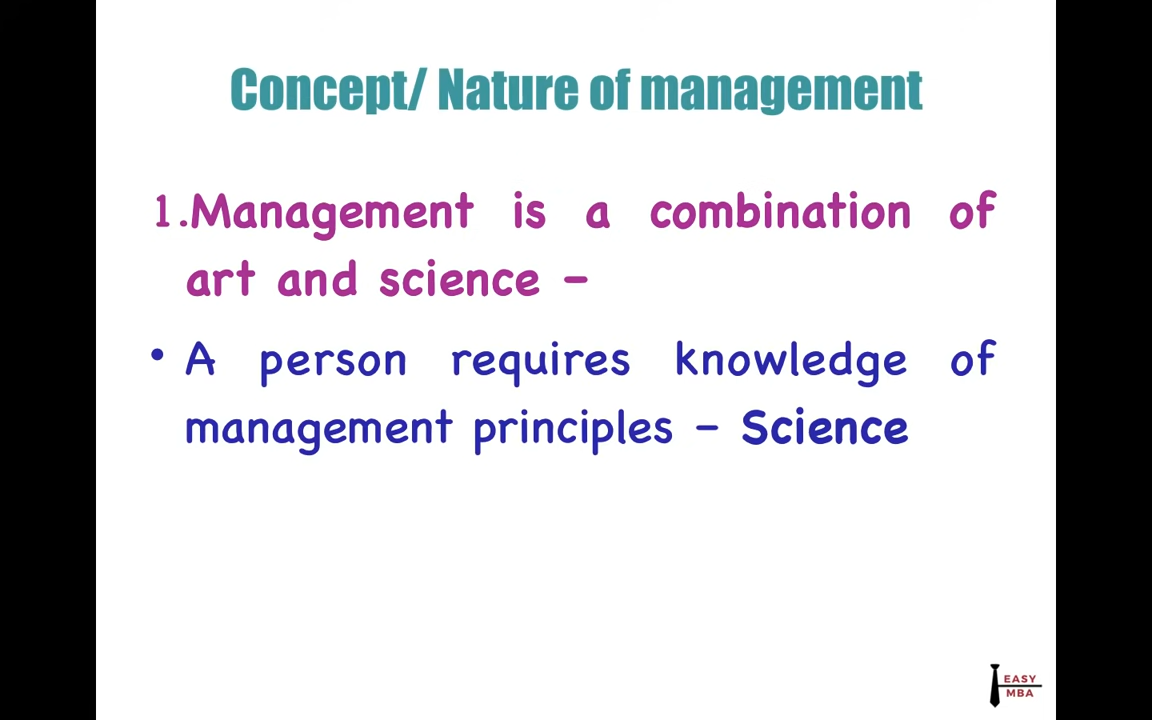 Concept/ Nature of management
1.Management is a combination of
art and science –
• A person requires knowledge of
management principles – Science
EASY
MBA